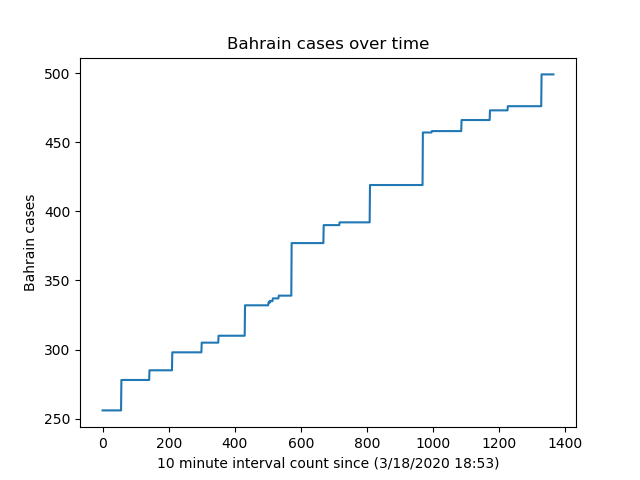 Bahrain cases over time
500
450
400
350
300
250
Bahrain cases
0 200 400 600 800 1000 1200 1400
10 minute interval count since (3/18/2020 18:53)